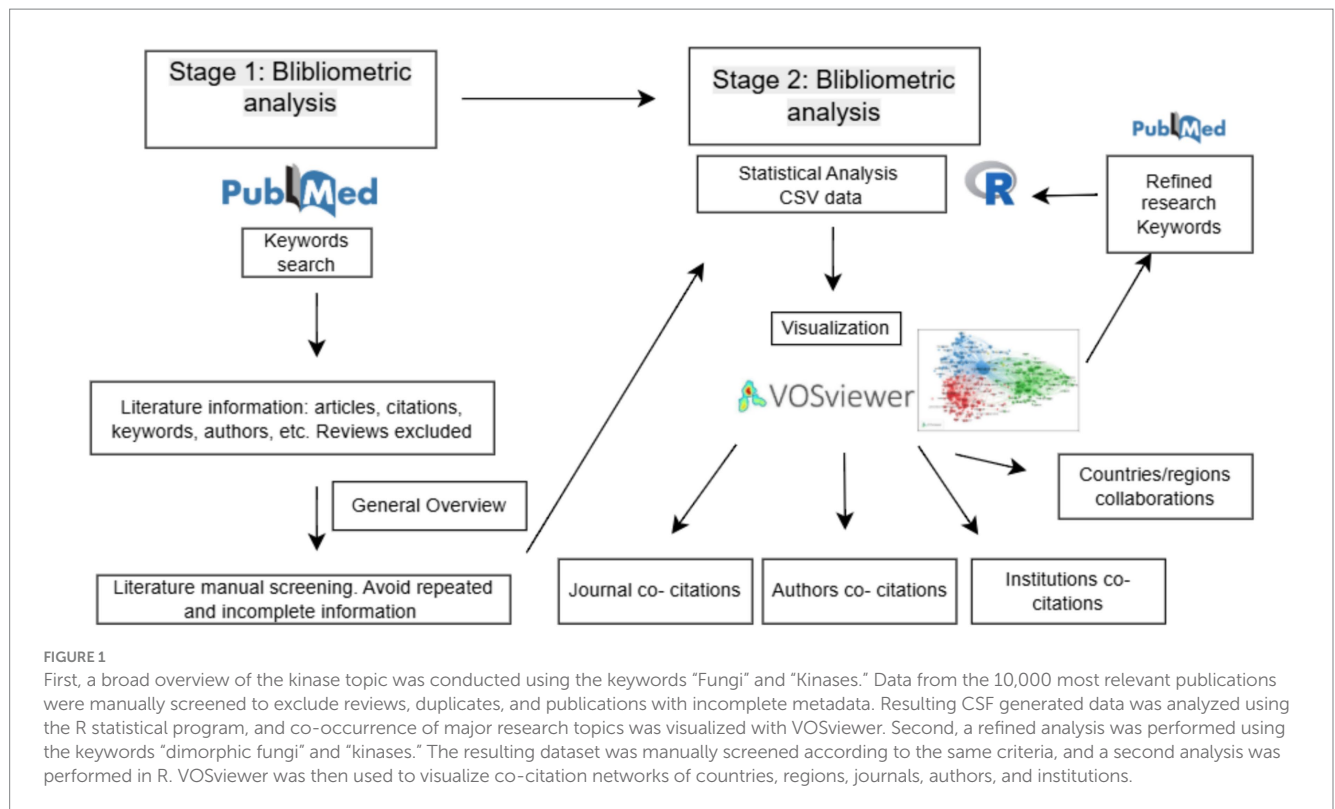 Stage 1: Blibliometric
analysis
PubMed
Keywords
search
Literature information: articles, citations,
keywords, authors, etc. Reviews excluded
General Overview
Literature manual screening. Avoid repeated
and incomplete information
Stage 2: Blibliometric
analysis
Statistical Analysis
CSV data
R
PubMed
Refined
research
Keywords
Visualization
VOSviewer
Countries/regions
collaborations
Journal co- citations
Authors co- citations
Institutions co-
citations
FIGURE 1
First, a broad overview of the kinase topic was conducted using the keywords “Fungi” and “Kinases.” Data from the 10,000 most relevant publications
were manually screened to exclude reviews, duplicates, and publications with incomplete metadata. Resulting CSF generated data was analyzed using
the R statistical program, and co-occurrence of major research topics was visualized with VOSviewer. Second, a refined analysis was performed using
the keywords “dimorphic fungi” and “kinases.” The resulting dataset was manually screened according to the same criteria, and a second analysis was
performed in R. VOSviewer was then used to visualize co-citation networks of countries, regions, journals, authors, and institutions.